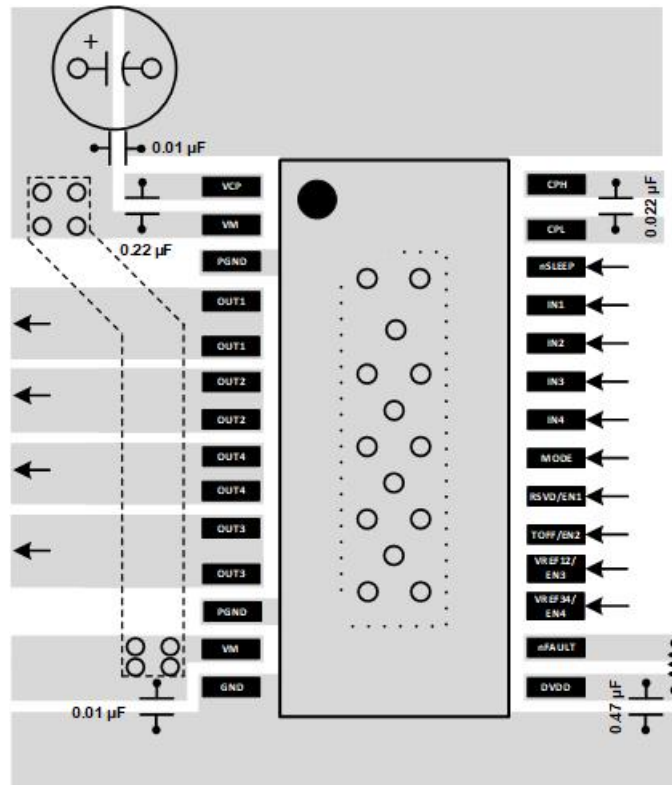 +
0.01 µF
VCP
0.22 µF
VM
PGND
OUT1
OUT1
OUT2
OUT2
OUT4
OUT4
OUT3
OUT3
PGND
VM
GND
0.01 µF
CPH
0.022 µF
CPL
nSLEEP
IN1
IN2
IN3
IN4
MODE
RSVD/EN1
TOFF/EN2
VREF12/
EN3
VREF34/
EN4
nFAULT
DVDD
0.47 µF